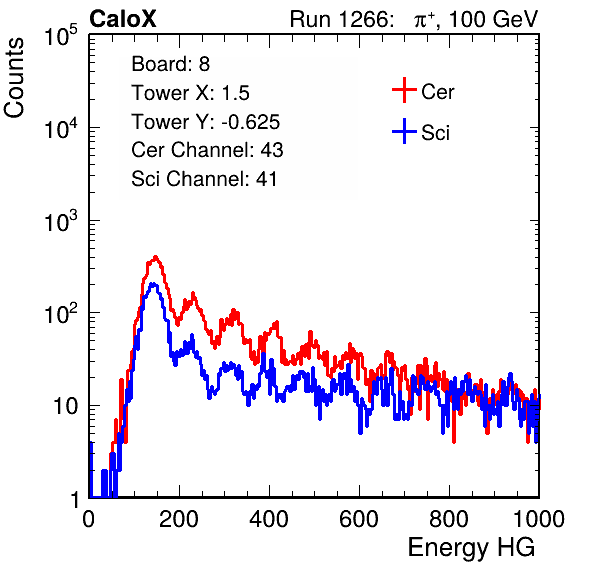 CaloX Run 1266: π⁺, 100 GeV
Counts
Board: 8
Tower X: 1.5
Tower Y: -0.625
Cer Channel: 43
Sci Channel: 41
Cer
Sci
10⁵
10⁴
10³
10²
10
1
0 200 400 600 800 1000
Energy HG